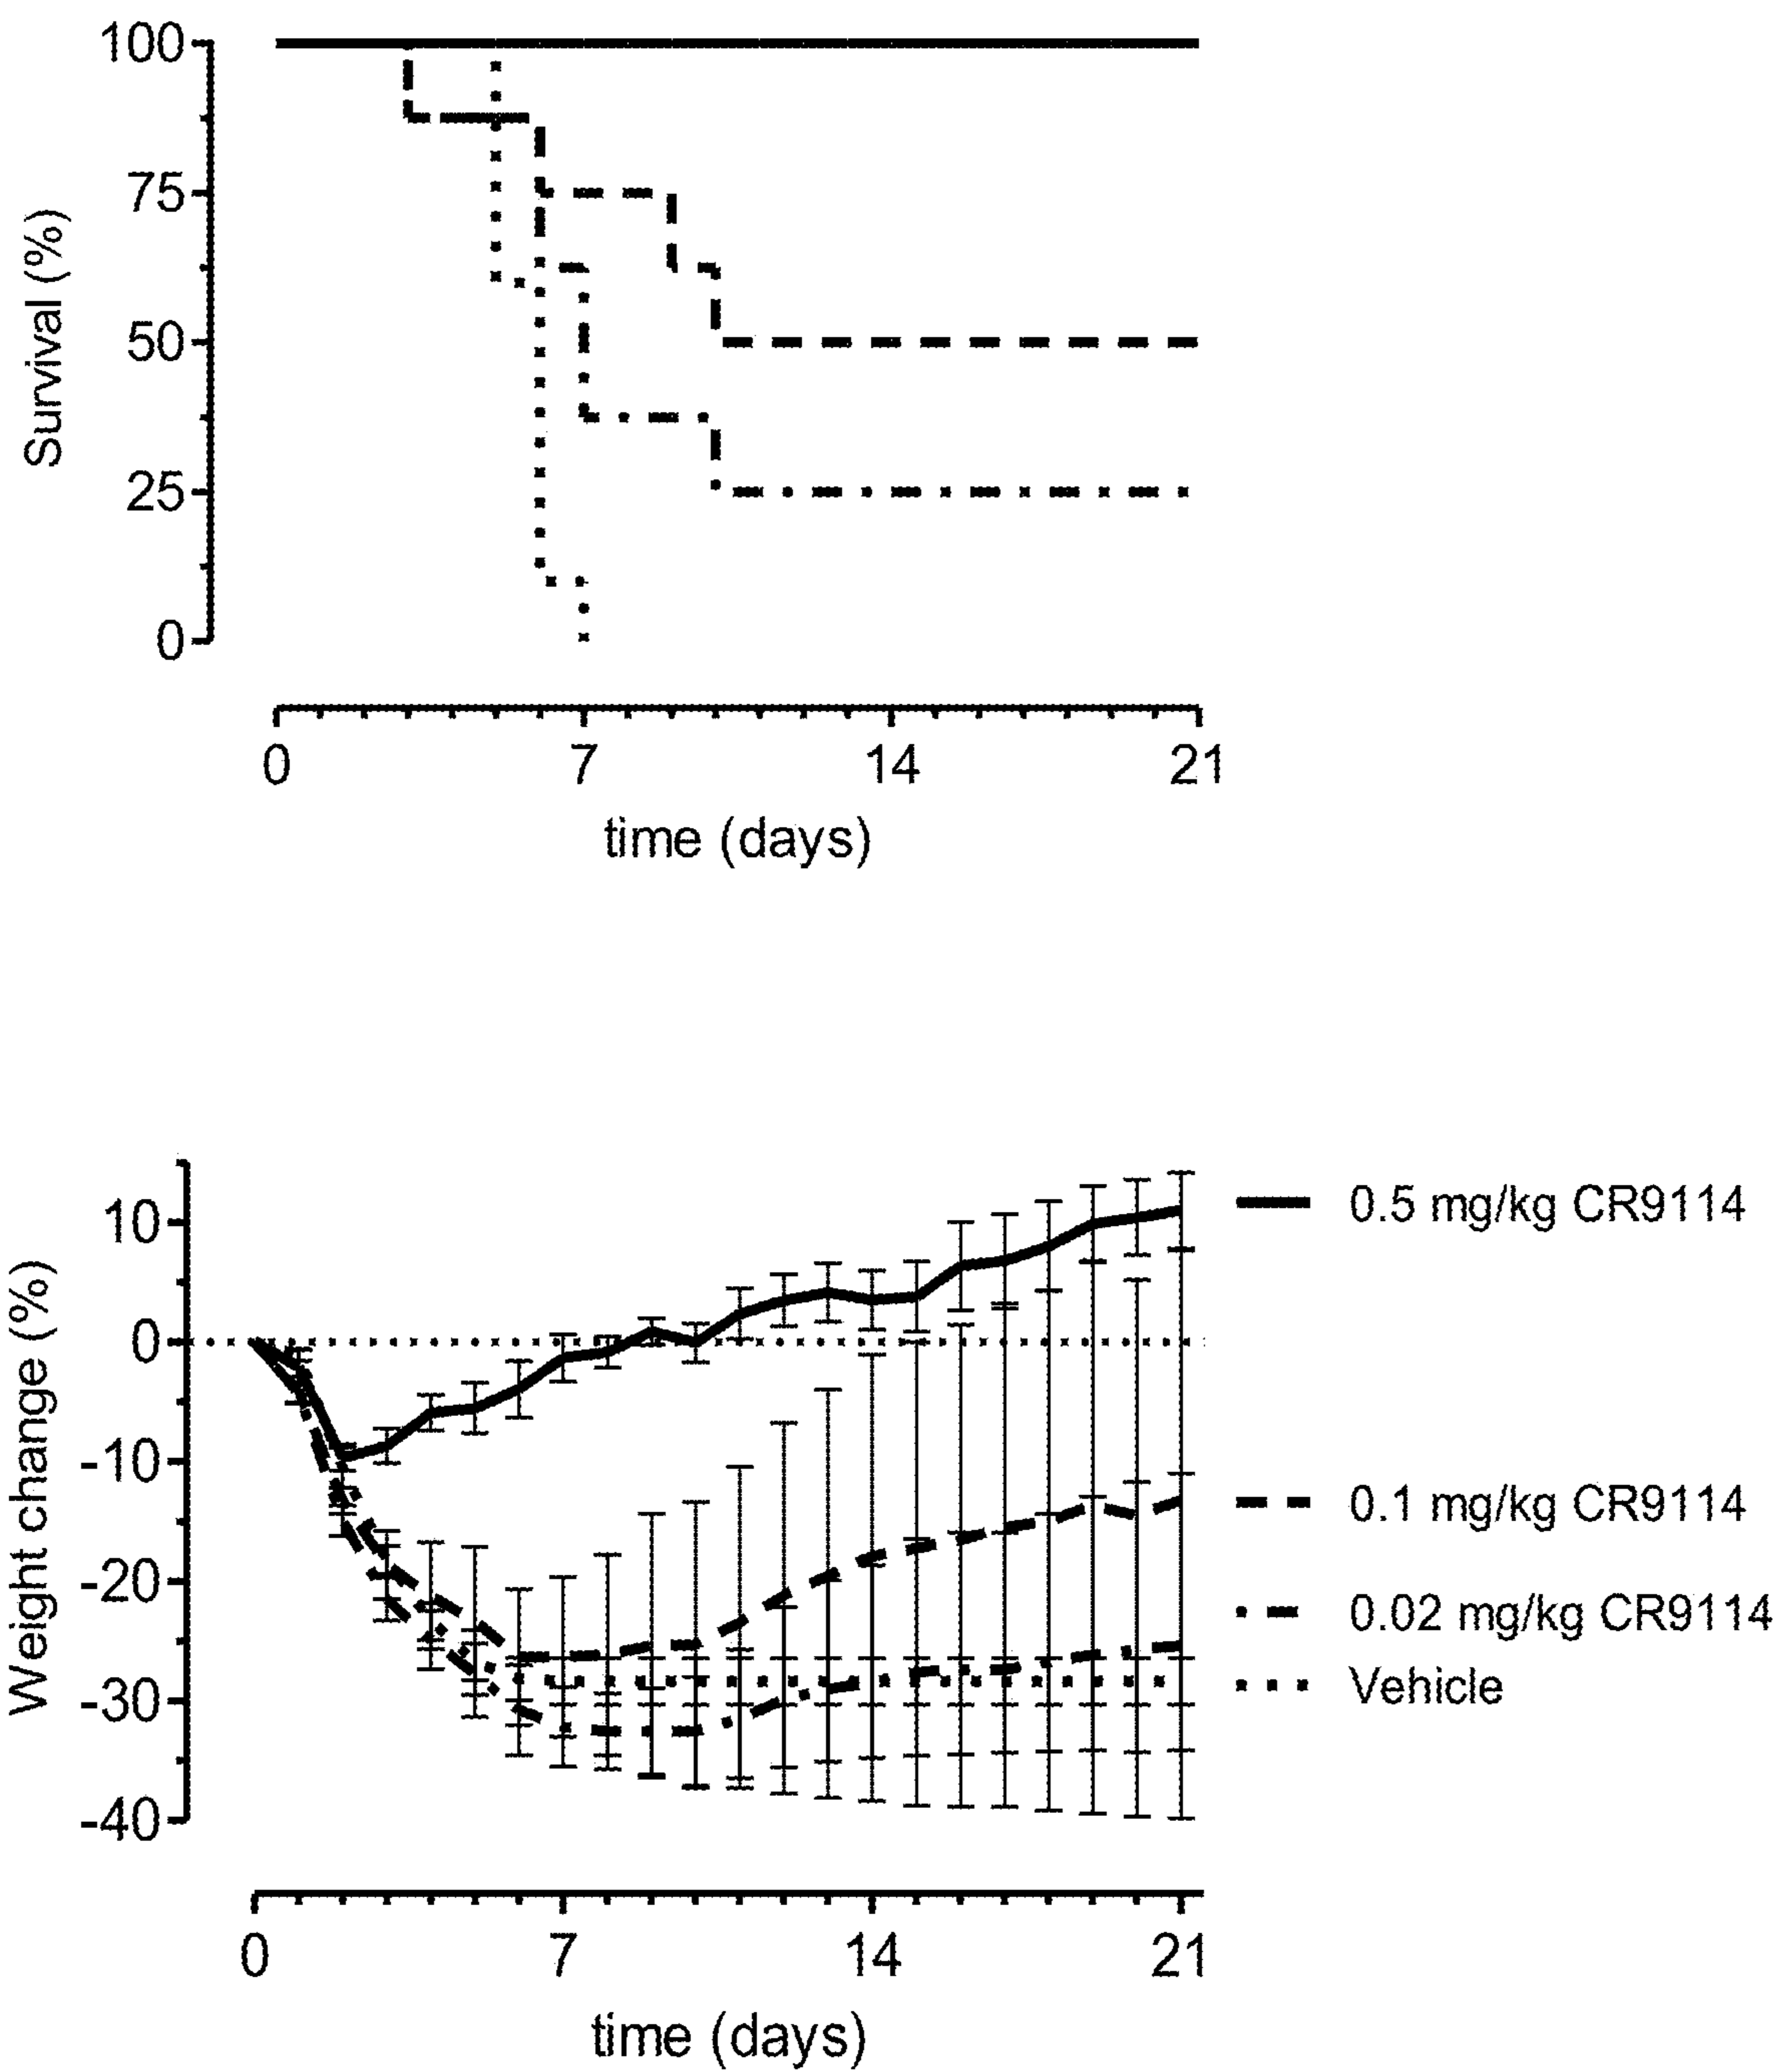 100
75
50
25
0
Survival (%)
0 7 14 21
time (days)
10
0
-10
-20
-30
-40
Weight change (%)
0.5 mg/kg CR9114
0.1 mg/kg CR9114
0.02 mg/kg CR9114
Vehicle
0 7 14 21
time (days)